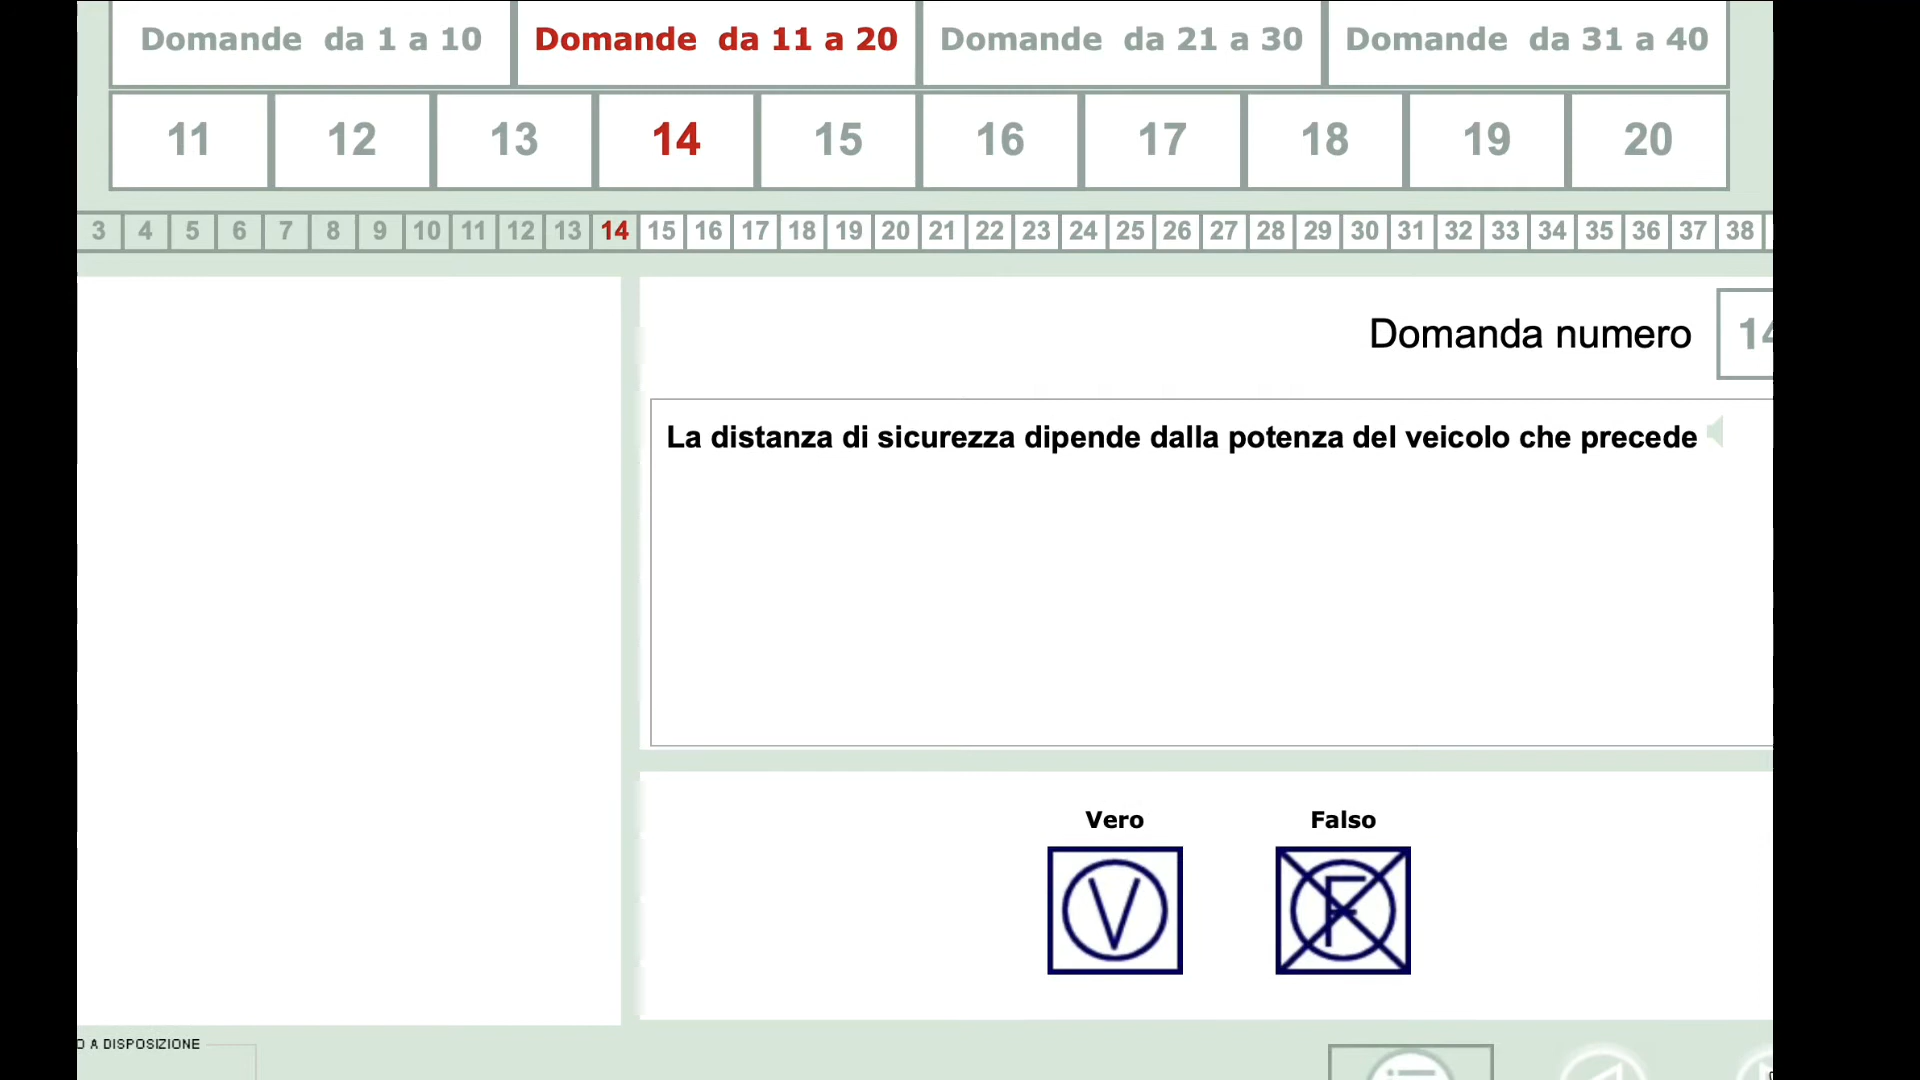 Domande da 1 a 10 Domande da 11 a 20 Domande da 21 a 30 Domande da 31 a 40
11 12 13 14 15 16 17 18 19 20
3 4 5 6 7 8 9 10 11 12 13 14 15 16 17 18 19 20 21 22 23 24 25 26 27 28 29 30 31 32 33 34 35 36 37 38
Domanda numero 14
La distanza di sicurezza dipende dalla potenza del veicolo che precede
Vero Falso
V F
O A DISPOSIZIONE